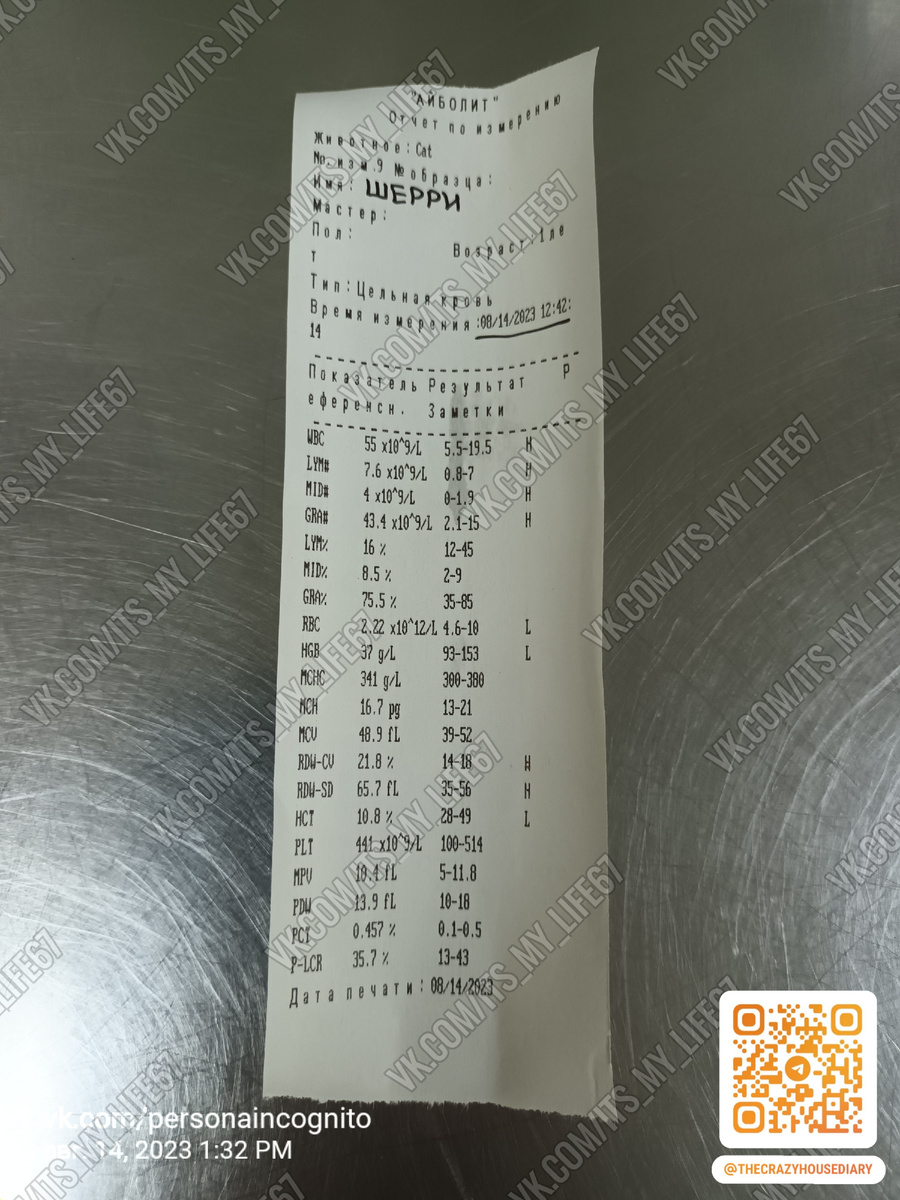 "АЙБОЛИТ"
Отчет по измерению
Животное: Cat
№.изм.9 №образца:
Имя: ШЕРРИ
Мастер:
Пол: Возраст:1ле
т
Тип:Цельная кровь
Время измерения:08/14/2023 12:42:
14
Показатель Результат Р
еференсн. Заметки
WBC 55 x10^9/L 5.5-19.5 H
LYM# 7.6 x10^9/L 0.8-7 H
MID# 4 x10^9/L 0-1.9 H
GRA# 43.4 x10^9/L 2.1-15 H
LYM% 16 % 12-45
MID% 8.5 % 2-9
GRA% 75.5 % 35-85
RBC 2.22 x10^12/L 4.6-10 L
HGB 37 g/L 93-153 L
MCHC 341 g/L 300-380
MCH 16.7 pg 13-21
MCV 48.9 fL 39-52
RDW-CV 21.8 % 14-18 H
RDW-SD 65.7 fL 35-56 H
HCT 10.8 % 28-49 L
PLT 441 x10^9/L 100-514
MPV 10.4 fL 5-11.8
PDW 13.9 fL 10-18
PCT 0.457 % 0.1-0.5
P-LCR 35.7 % 13-43
Дата печати:08/14/2023
vk.com/personaincognito
14, 2023 1:32 PM
@THECRAZYHOUSEDIARY
VK.COM/ITS_MY_LIFE67